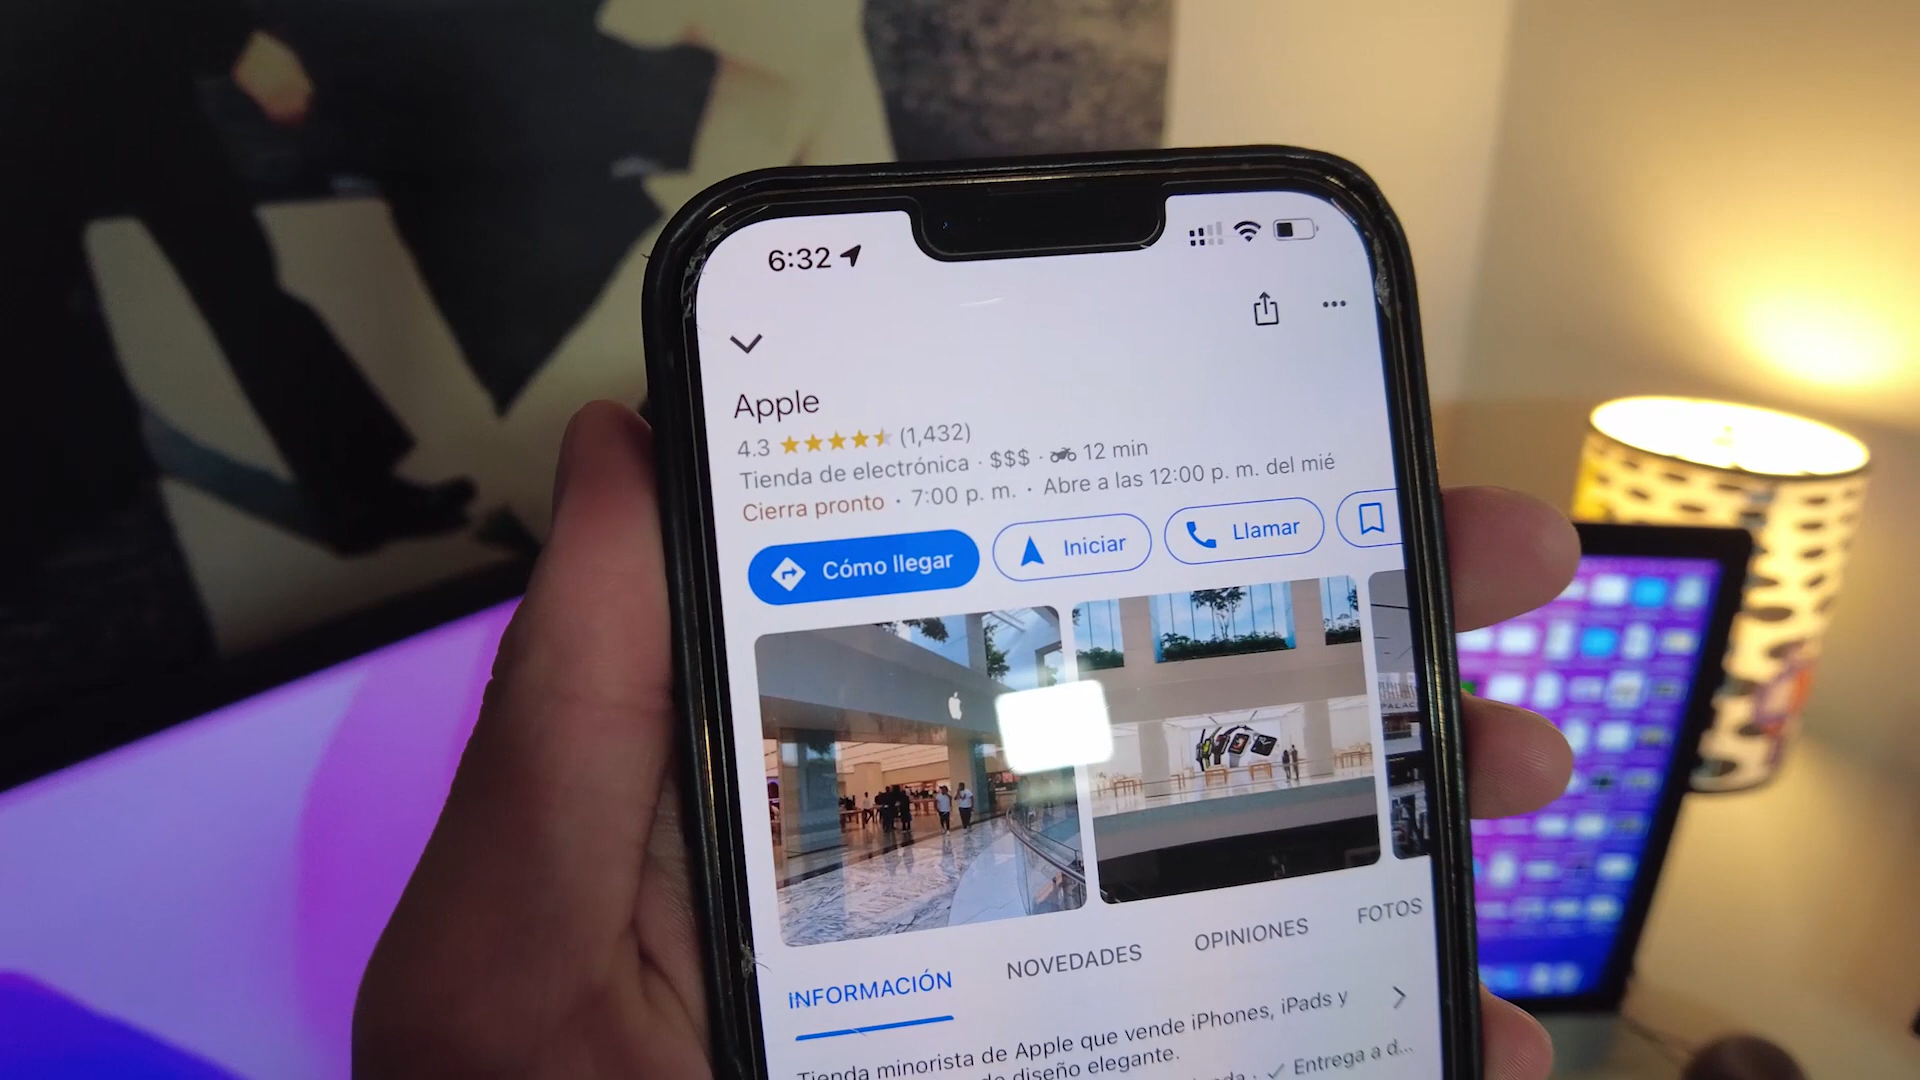 6:32
Apple
4.3 (1,432)
Tienda de electrónica · $$$ · 12 min
Cierra pronto · 7:00 p. m. · Abre a las 12:00 p. m. del mié
Cómo llegar
Iniciar
Llamar
PALAC
INFORMACIÓN
NOVEDADES
OPINIONES
FOTOS
Tienda minorista de Apple que vende iPhones, iPads y
de diseño elegante.
Entrega a d...